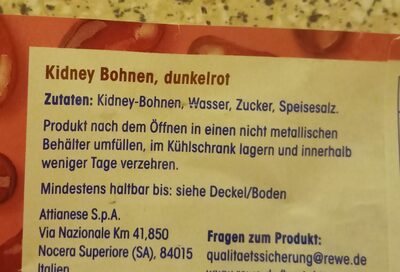 Kidney Bohnen, dunkelrot
Zutaten: Kidney-Bohnen, Wasser, Zucker, Speisesalz.
Produkt nach dem Öffnen in einen nicht metallischen
Behälter umfüllen, im Kühlschrank lagern und innerhalb
weniger Tage verzehren.
Mindestens haltbar bis: siehe Deckel/Boden
Attianese S.p.A.
Via Nazionale Km 41,850
Nocera Superiore (SA), 84015
Italien
Fragen zum Produkt:
qualitaetssicherung@rewe.de